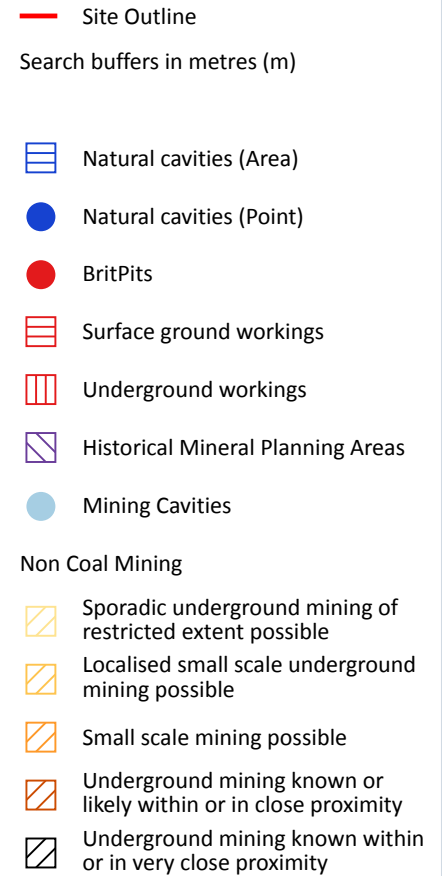 Site Outline
Search buffers in metres (m)
Natural cavities (Area)
Natural cavities (Point)
BritPits
Surface ground workings
Underground workings
Historical Mineral Planning Areas
Mining Cavities
Non Coal Mining
Sporadic underground mining of
restricted extent possible
Localised small scale underground
mining possible
Small scale mining possible
Underground mining known or
likely within or in close proximity
Underground mining known within
or in very close proximity